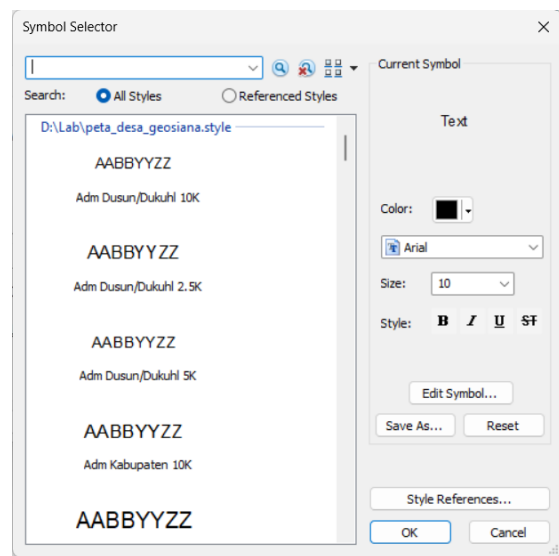 Symbol Selector
Search:
All Styles
Referenced Styles
D:\Lab\peta_desa_geosiana.style
AABBYYZZ
Adm Dusun/Dukuhl 10K
AABBYYZZ
Adm Dusun/Dukuhl 2.5K
AABBYYZZ
Adm Dusun/Dukuhl 5K
AABBYYZZ
Adm Kabupaten 10K
AABBYYZZ
Current Symbol
Text
Color:
Arial
Size:
10
Style:
B I U ST
Edit Symbol...
Save As...
Reset
Style References...
OK
Cancel